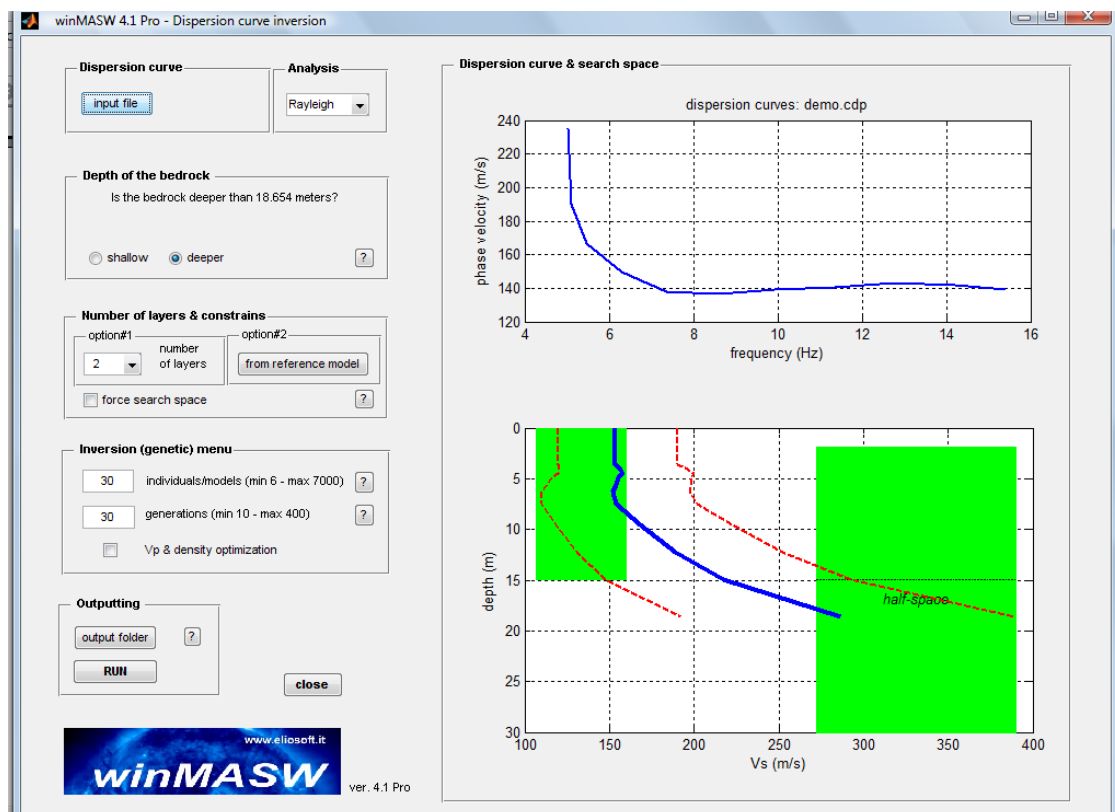 winMASW 4.1 Pro - Dispersion curve inversion
Dispersion curve
input file
Analysis
Rayleigh
Depth of the bedrock
Is the bedrock deeper than 18.654 meters?
shallow
deeper
?
Number of layers & constrains
option#1
2
number
of layers
option#2
from reference model
force search space
?
Inversion (genetic) menu
30
individuals/models (min 6 - max 7000)
?
30
generations (min 10 - max 400)
?
Vp & density optimization
Outputting
output folder
?
RUN
close
www.eliosoft.it
winMASW
ver. 4.1 Pro
Dispersion curve & search space
dispersion curves: demo.cdp
240
220
200
180
160
140
120
phase velocity (m/s)
4
6
8
10
12
14
16
frequency (Hz)
0
5
10
15
20
25
30
depth (m)
half-space
100
150
200
250
300
350
400
Vs (m/s)